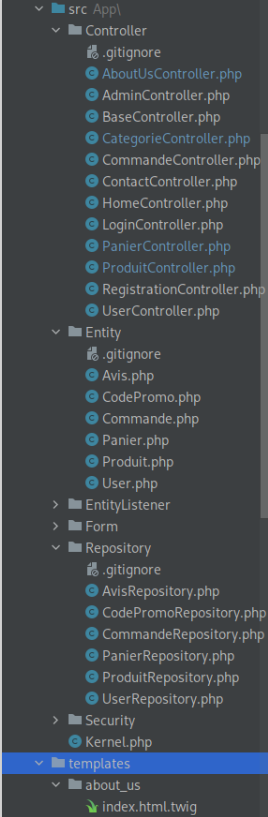 src App\
Controller
.gitignore
AboutUsController.php
AdminController.php
BaseController.php
CategorieController.php
CommandeController.php
ContactController.php
HomeController.php
LoginController.php
PanierController.php
ProduitController.php
RegistrationController.php
UserController.php
Entity
.gitignore
Avis.php
CodePromo.php
Commande.php
Panier.php
Produit.php
User.php
EntityListener
Form
Repository
.gitignore
AvisRepository.php
CodePromoRepository.php
CommandeRepository.php
PanierRepository.php
ProduitRepository.php
UserRepository.php
Security
Kernel.php
templates
about_us
index.html.twig